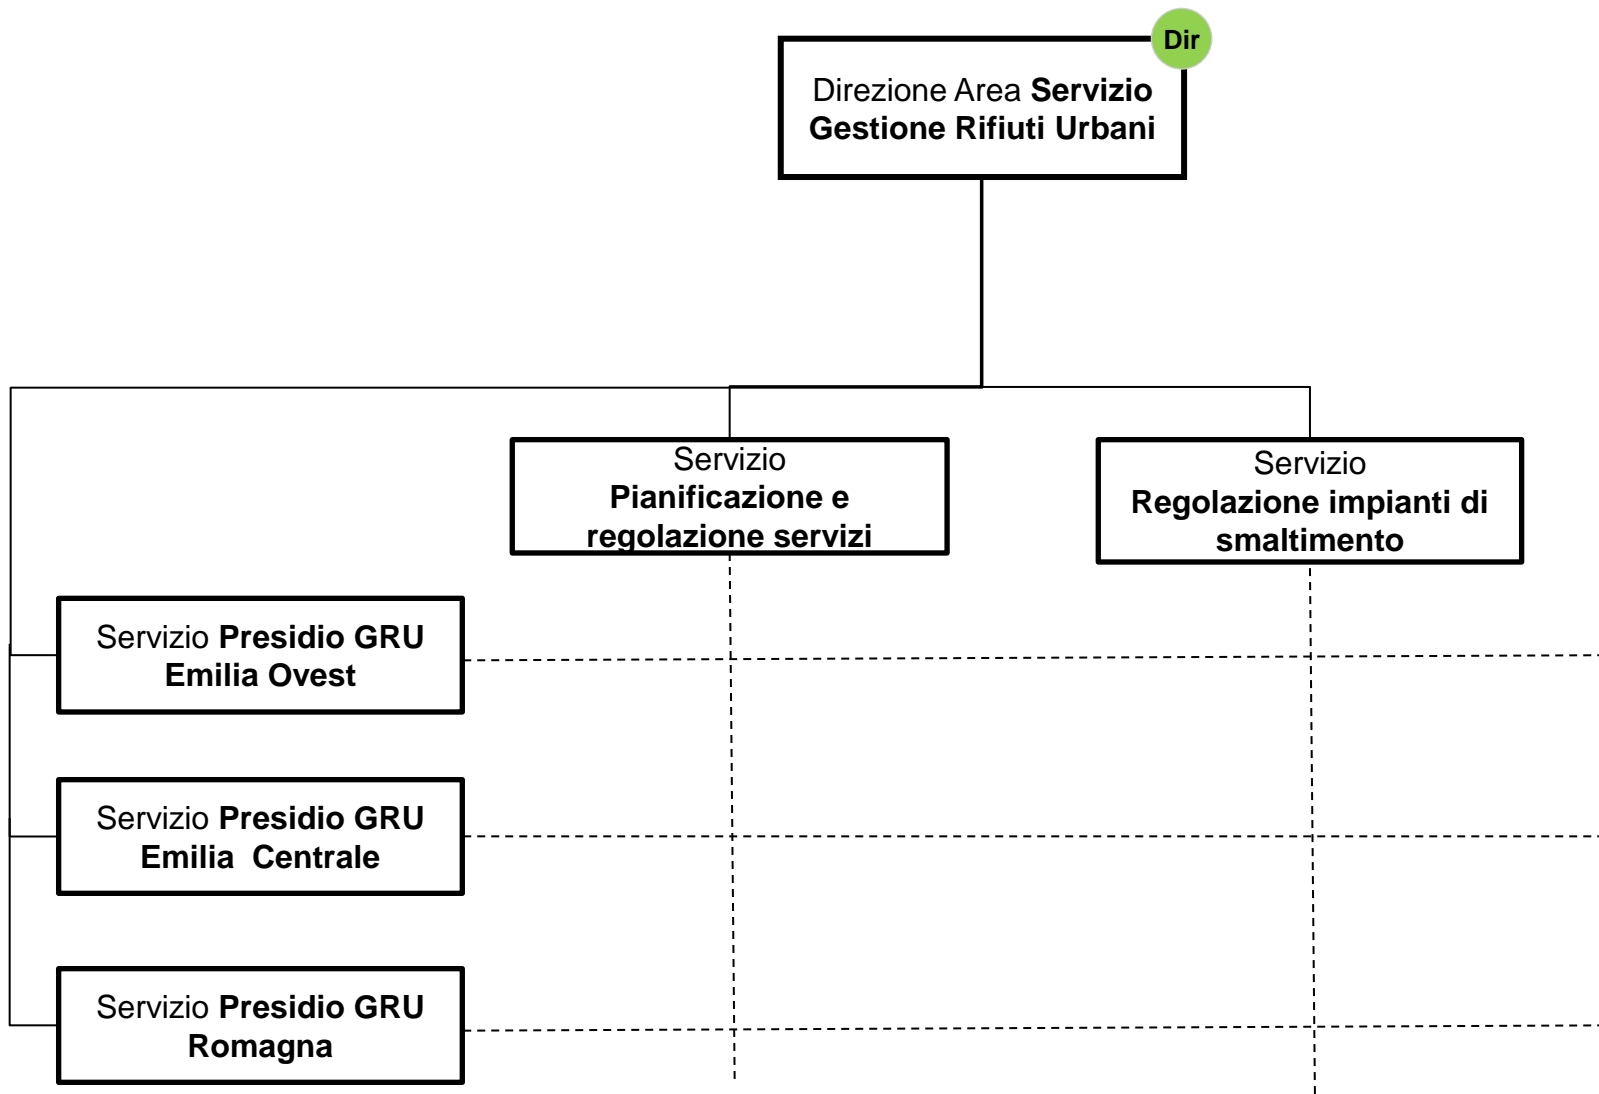 Dir
Direzione Area Servizio
Gestione Rifiuti Urbani
Servizio
Pianificazione e
regolazione servizi
Servizio
Regolazione impianti di
smaltimento
Servizio Presidio GRU
Emilia Ovest
Servizio Presidio GRU
Emilia Centrale
Servizio Presidio GRU
Romagna